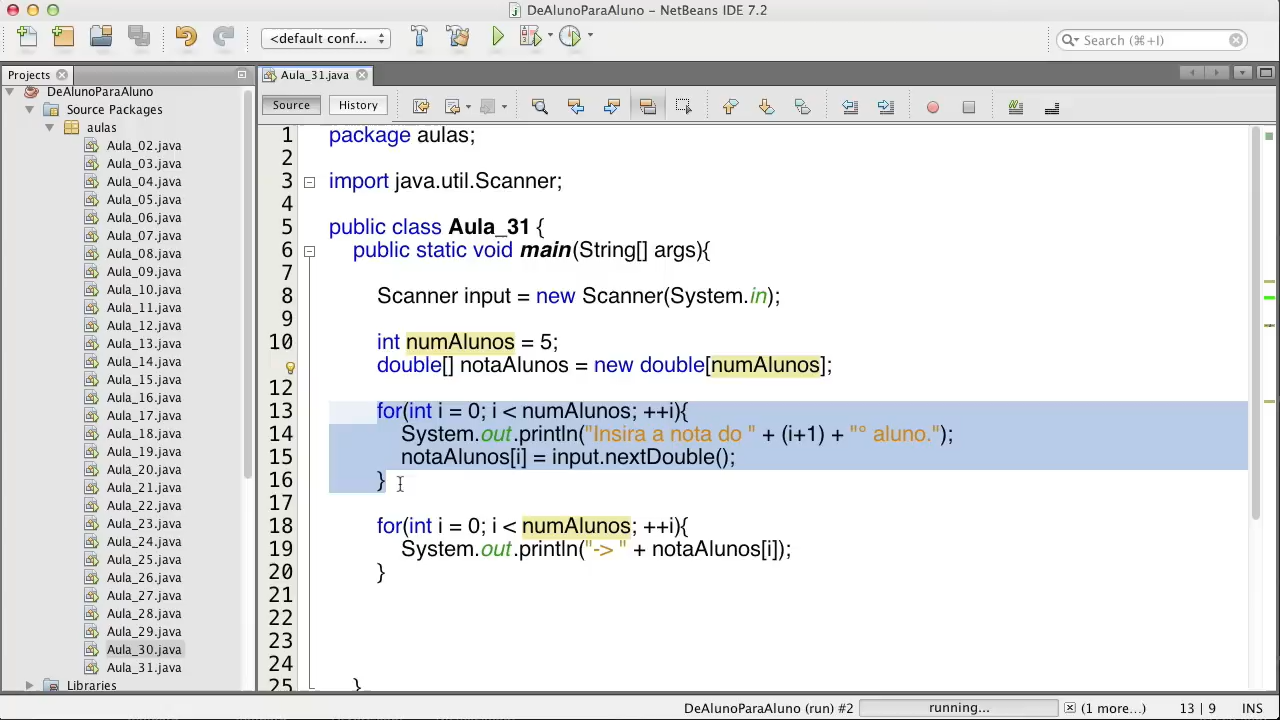 DeAlunoParaAluno – NetBeans IDE 7.2
<default conf...
Search (⌘+I)
Projects
Aula_31.java
DeAlunoParaAluno
Source Packages
aulas
Aula_02.java
Aula_03.java
Aula_04.java
Aula_05.java
Aula_06.java
Aula_07.java
Aula_08.java
Aula_09.java
Aula_10.java
Aula_11.java
Aula_12.java
Aula_13.java
Aula_14.java
Aula_15.java
Aula_16.java
Aula_17.java
Aula_18.java
Aula_19.java
Aula_20.java
Aula_21.java
Aula_22.java
Aula_23.java
Aula_24.java
Aula_25.java
Aula_26.java
Aula_27.java
Aula_28.java
Aula_29.java
Aula_30.java
Aula_31.java
Libraries
Source History
1 package aulas;
2
3 import java.util.Scanner;
4
5 public class Aula_31 {
6 public static void main(String[] args){
7
8 Scanner input = new Scanner(System.in);
9
10 int numAlunos = 5;
double[] notaAlunos = new double[numAlunos];
12
13 for(int i = 0; i < numAlunos; ++i){
14 System.out.println("Insira a nota do " + (i+1) + "° aluno.");
15 notaAlunos[i] = input.nextDouble();
16 }
17
18 for(int i = 0; i < numAlunos; ++i){
19 System.out.println("-> " + notaAlunos[i]);
20 }
21
22
23
24
25 }
DeAlunoParaAluno (run) #2 running... (1 more...) 13 | 9 INS